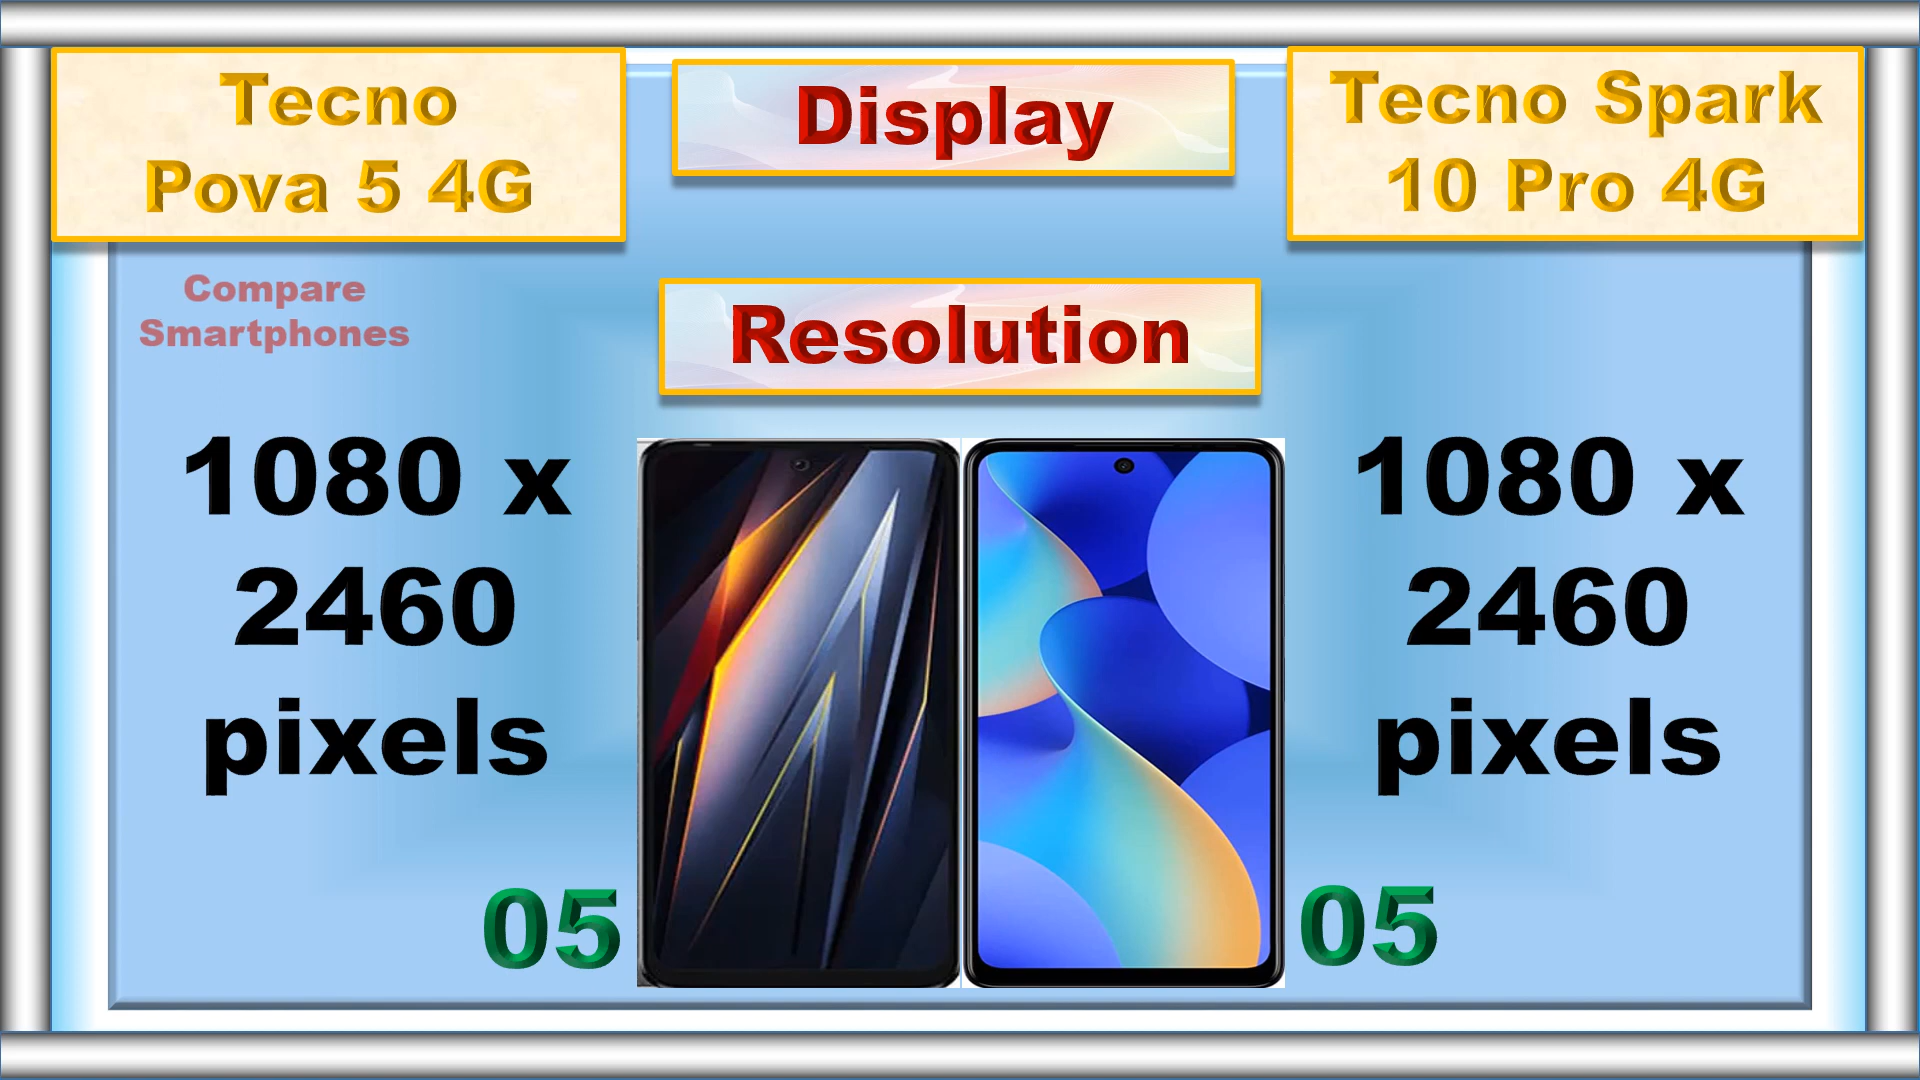 Tecno
Pova 5 4G
Display
Tecno Spark
10 Pro 4G
Compare
Smartphones
Resolution
1080 x
2460
pixels
1080 x
2460
pixels
05
05